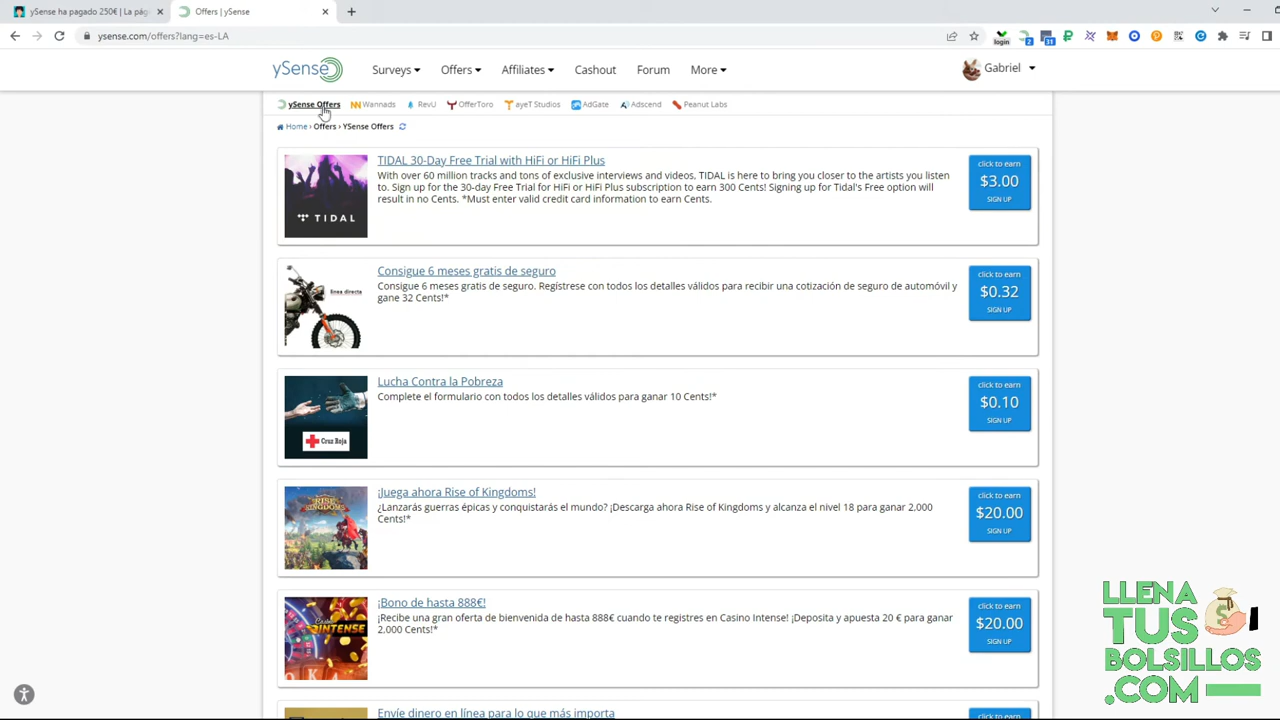 ySense ha pagado 250€ | La pág
Offers | ySense
ysense.com/offers?lang=es-LA
login
2
31
ySense
Surveys
Offers
Affiliates
Cashout
Forum
More
Gabriel
ySense Offers
Wannads
RevU
OfferToro
ayeT Studios
AdGate
Adscend
Peanut Labs
Home › Offers › YSense Offers
TIDAL
TIDAL 30-Day Free Trial with HiFi or HiFi Plus
With over 60 million tracks and tons of exclusive interviews and videos, TIDAL is here to bring you closer to the artists you listen
to. Sign up for the 30-day Free Trial for HiFi or HiFi Plus subscription to earn 300 Cents! Signing up for Tidal's Free option will
result in no Cents. *Must enter valid credit card information to earn Cents.
click to earn
$3.00
SIGN UP
línea directa
Consigue 6 meses gratis de seguro
Consigue 6 meses gratis de seguro. Regístrese con todos los detalles válidos para recibir una cotización de seguro de automóvil y
gane 32 Cents!*
click to earn
$0.32
SIGN UP
Cruz Roja
Lucha Contra la Pobreza
Complete el formulario con todos los detalles válidos para ganar 10 Cents!*
click to earn
$0.10
SIGN UP
RISE OF
KINGDOMS
¡Juega ahora Rise of Kingdoms!
¿Lanzarás guerras épicas y conquistarás el mundo? ¡Descarga ahora Rise of Kingdoms y alcanza el nivel 18 para ganar 2,000
Cents!*
click to earn
$20.00
SIGN UP
Casino
INTENSE
¡Bono de hasta 888€!
¡Recibe una gran oferta de bienvenida de hasta 888€ cuando te registres en Casino Intense! ¡Deposita y apuesta 20 € para ganar
2.000 Cents!*
click to earn
$20.00
SIGN UP
Envíe dinero en línea para lo que más importa
click to earn
LLENA
TUS
BOLSILLOS
.COM